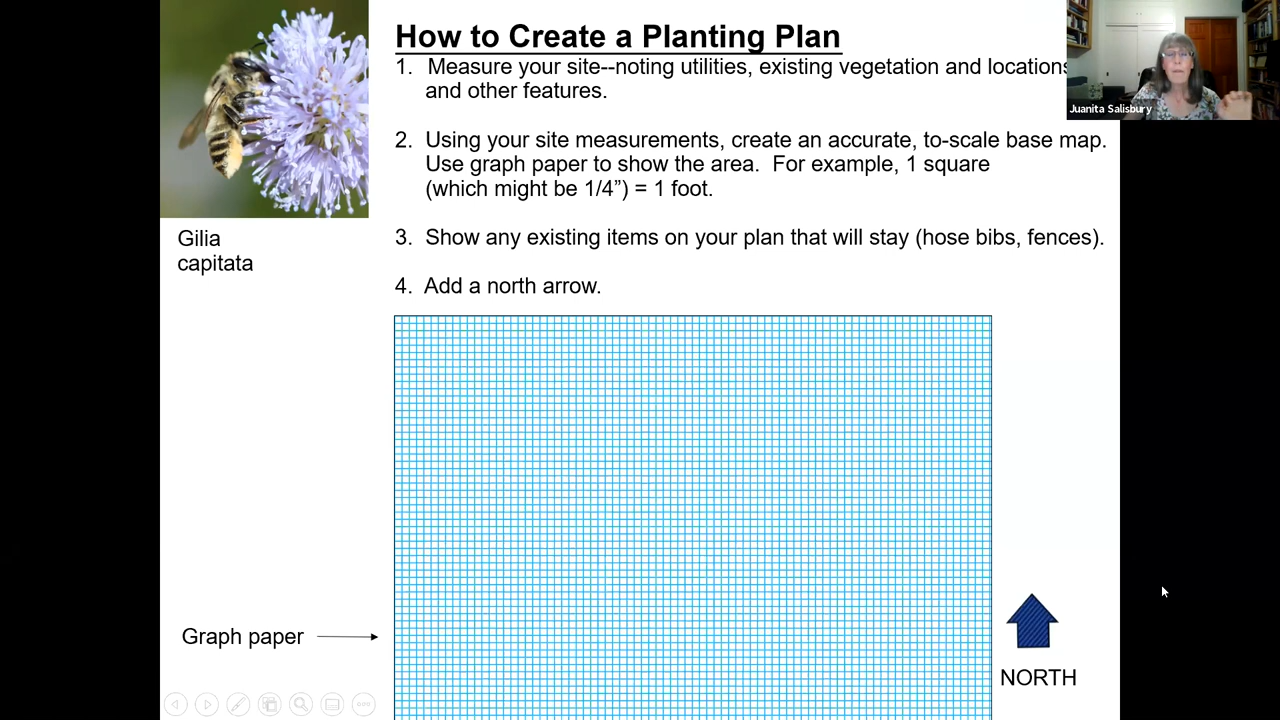 How to Create a Planting Plan
1. Measure your site--noting utilities, existing vegetation and locations
and other features.
2. Using your site measurements, create an accurate, to-scale base map.
Use graph paper to show the area. For example, 1 square
(which might be 1/4”) = 1 foot.
3. Show any existing items on your plan that will stay (hose bibs, fences).
4. Add a north arrow.
Juanita Salisbury
Gilia
capitata
Graph paper
NORTH